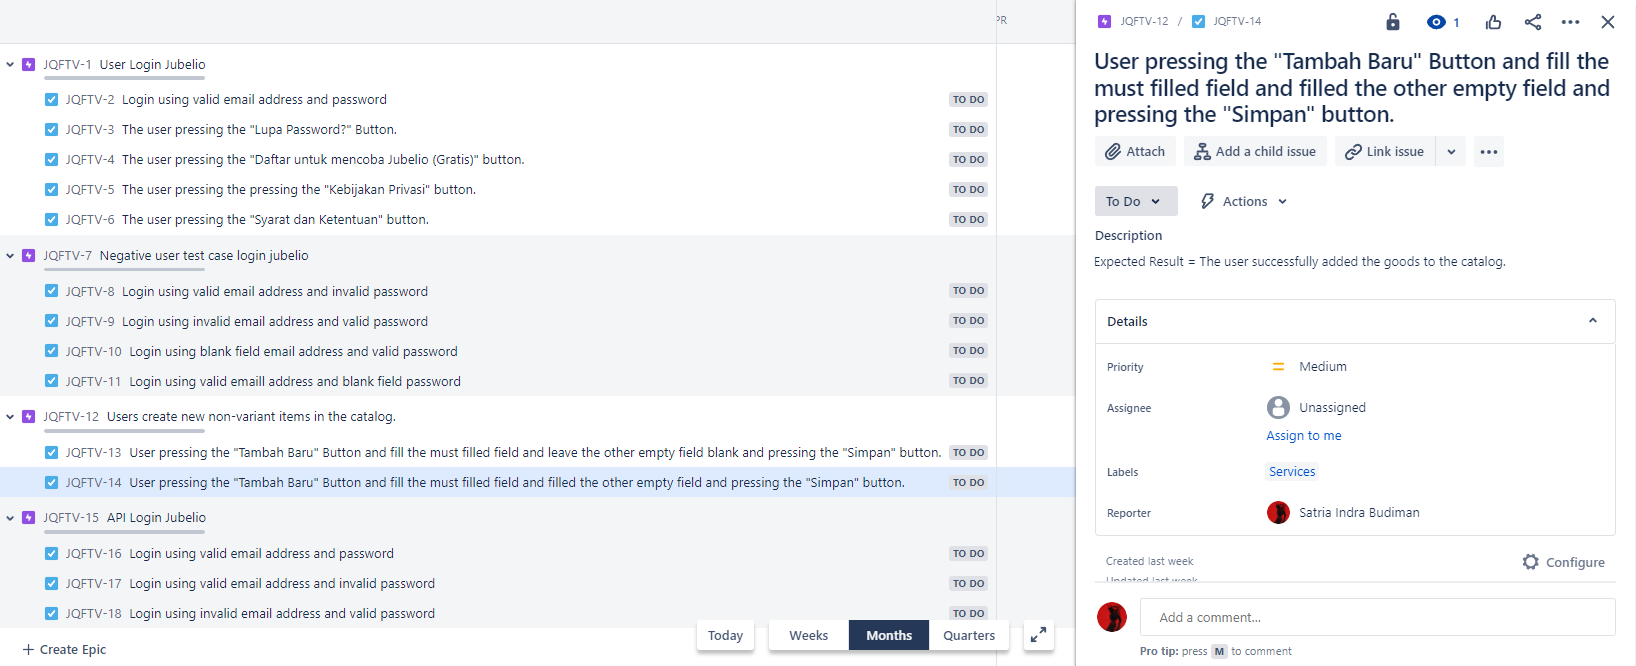 PR
JQFTV-1 User Login Jubelio
JQFTV-2 Login using valid email address and password TO DO
JQFTV-3 The user pressing the "Lupa Password?" Button. TO DO
JQFTV-4 The user pressing the "Daftar untuk mencoba Jubelio (Gratis)" button. TO DO
JQFTV-5 The user pressing the pressing the "Kebijakan Privasi" button. TO DO
JQFTV-6 The user pressing the "Syarat dan Ketentuan" button. TO DO
JQFTV-7 Negative user test case login jubelio
JQFTV-8 Login using valid email address and invalid password TO DO
JQFTV-9 Login using invalid email address and valid password TO DO
JQFTV-10 Login using blank field email address and valid password TO DO
JQFTV-11 Login using valid emaill address and blank field password TO DO
JQFTV-12 Users create new non-variant items in the catalog.
JQFTV-13 User pressing the "Tambah Baru" Button and fill the must filled field and leave the other empty field blank and pressing the "Simpan" button. TO DO
JQFTV-14 User pressing the "Tambah Baru" Button and fill the must filled field and filled the other empty field and pressing the "Simpan" button. TO DO
JQFTV-15 API Login Jubelio
JQFTV-16 Login using valid email address and password TO DO
JQFTV-17 Login using valid email address and invalid password TO DO
JQFTV-18 Login using invalid email address and valid password TO DO
Today Weeks Months Quarters
+ Create Epic
JQFTV-12 / JQFTV-14 1
User pressing the "Tambah Baru" Button and fill the
must filled field and filled the other empty field and
pressing the "Simpan" button.
Attach Add a child issue Link issue
To Do Actions
Description
Expected Result = The user successfully added the goods to the catalog.
Details
Priority Medium
Assignee Unassigned
Assign to me
Labels Services
Reporter Satria Indra Budiman
Created last week Configure
Updated last week
Add a comment...
Pro tip: press M to comment